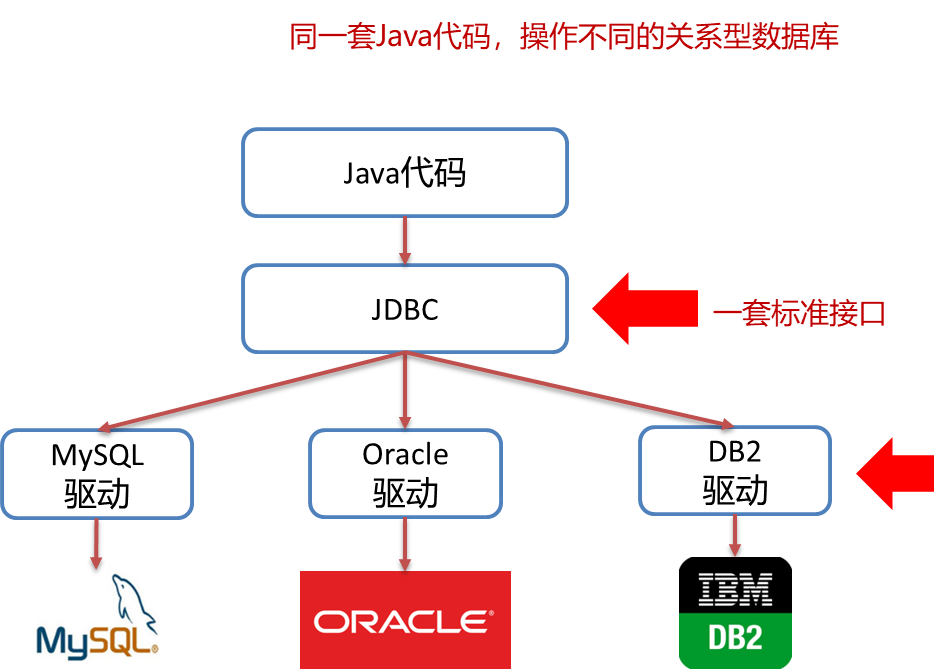 同一套Java代码，操作不同的关系型数据库
Java代码
JDBC
一套标准接口
MySQL
驱动
Oracle
驱动
DB2
驱动
MySQL®
ORACLE®
IBM
DB2